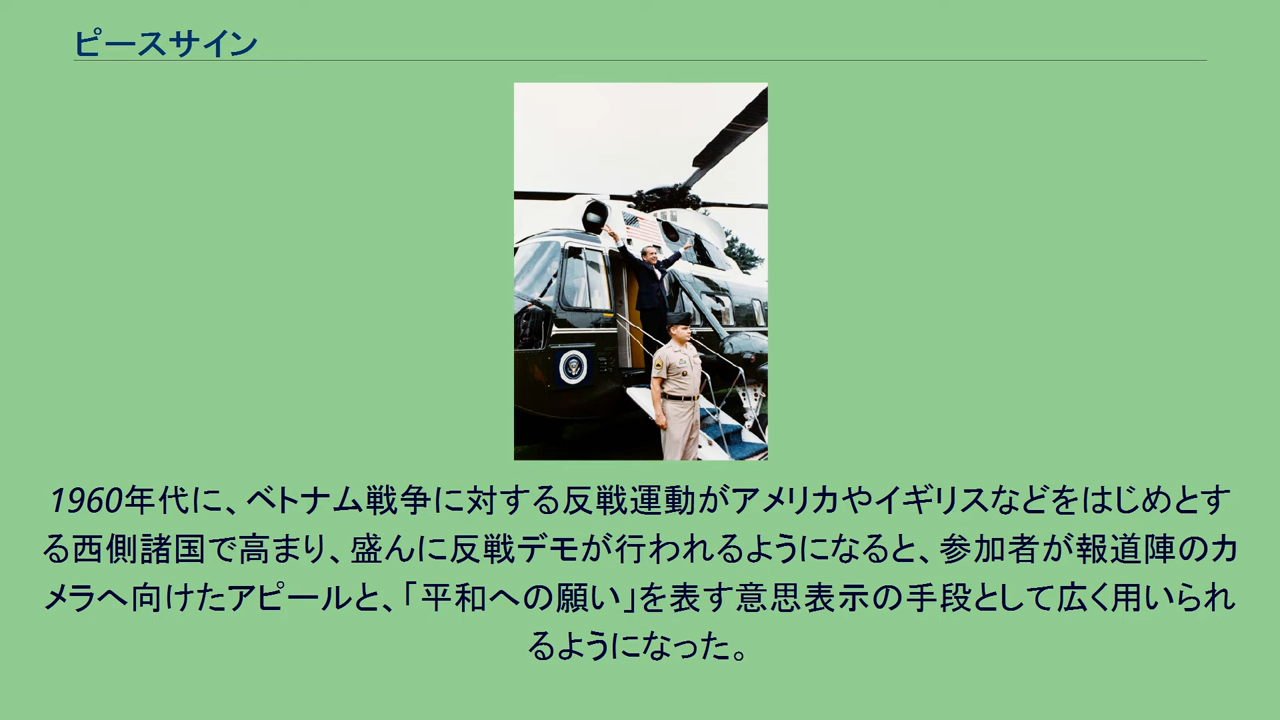 ピースサイン
1960年代に、ベトナム戦争に対する反戦運動がアメリカやイギリスなどをはじめとす
る西側諸国で高まり、盛んに反戦デモが行われるようになると、参加者が報道陣のカ
メラへ向けたアピールと、「平和への願い」を表す意思表示の手段として広く用いられ
るようになった。